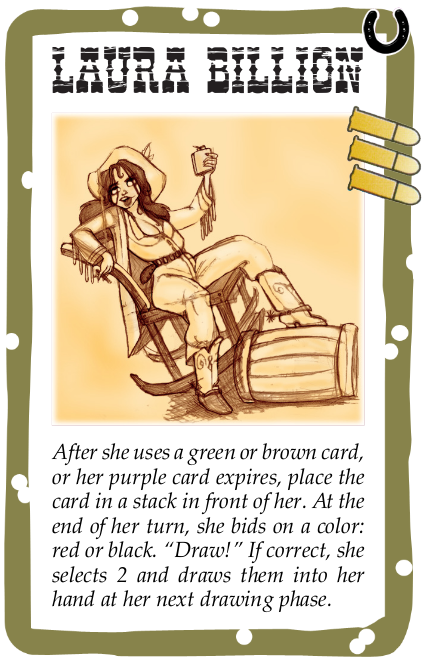 LAURA BILLION
After she uses a green or brown card,
or her purple card expires, place the
card in a stack in front of her. At the
end of her turn, she bids on a color:
red or black. “Draw!” If correct, she
selects 2 and draws them into her
hand at her next drawing phase.